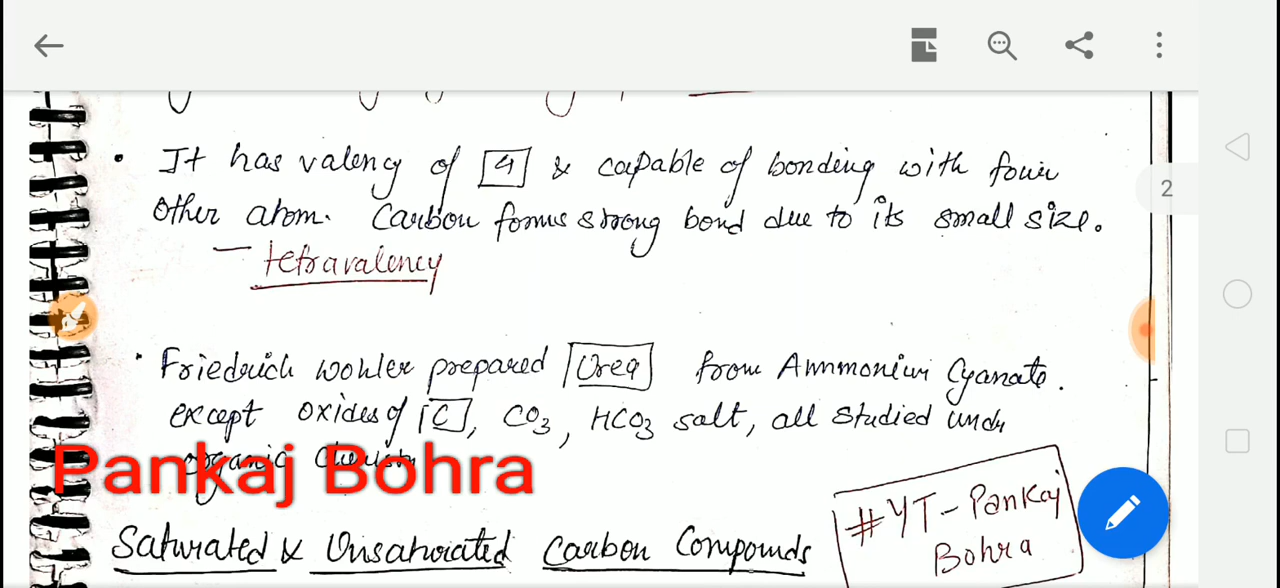 2
It has valency of 4 & capable of bonding with four
other atom. Carbon forms strong bond due to its small size.
– tetravalency
Friedrich wohler prepared Urea from Ammonium Cyanate.
except oxides of C, CO3, HCO3 salt, all studied under
organic chemistry
Pankaj Bohra
Saturated & Unsaturated Carbon Compounds
#YT - Pankaj
Bohra